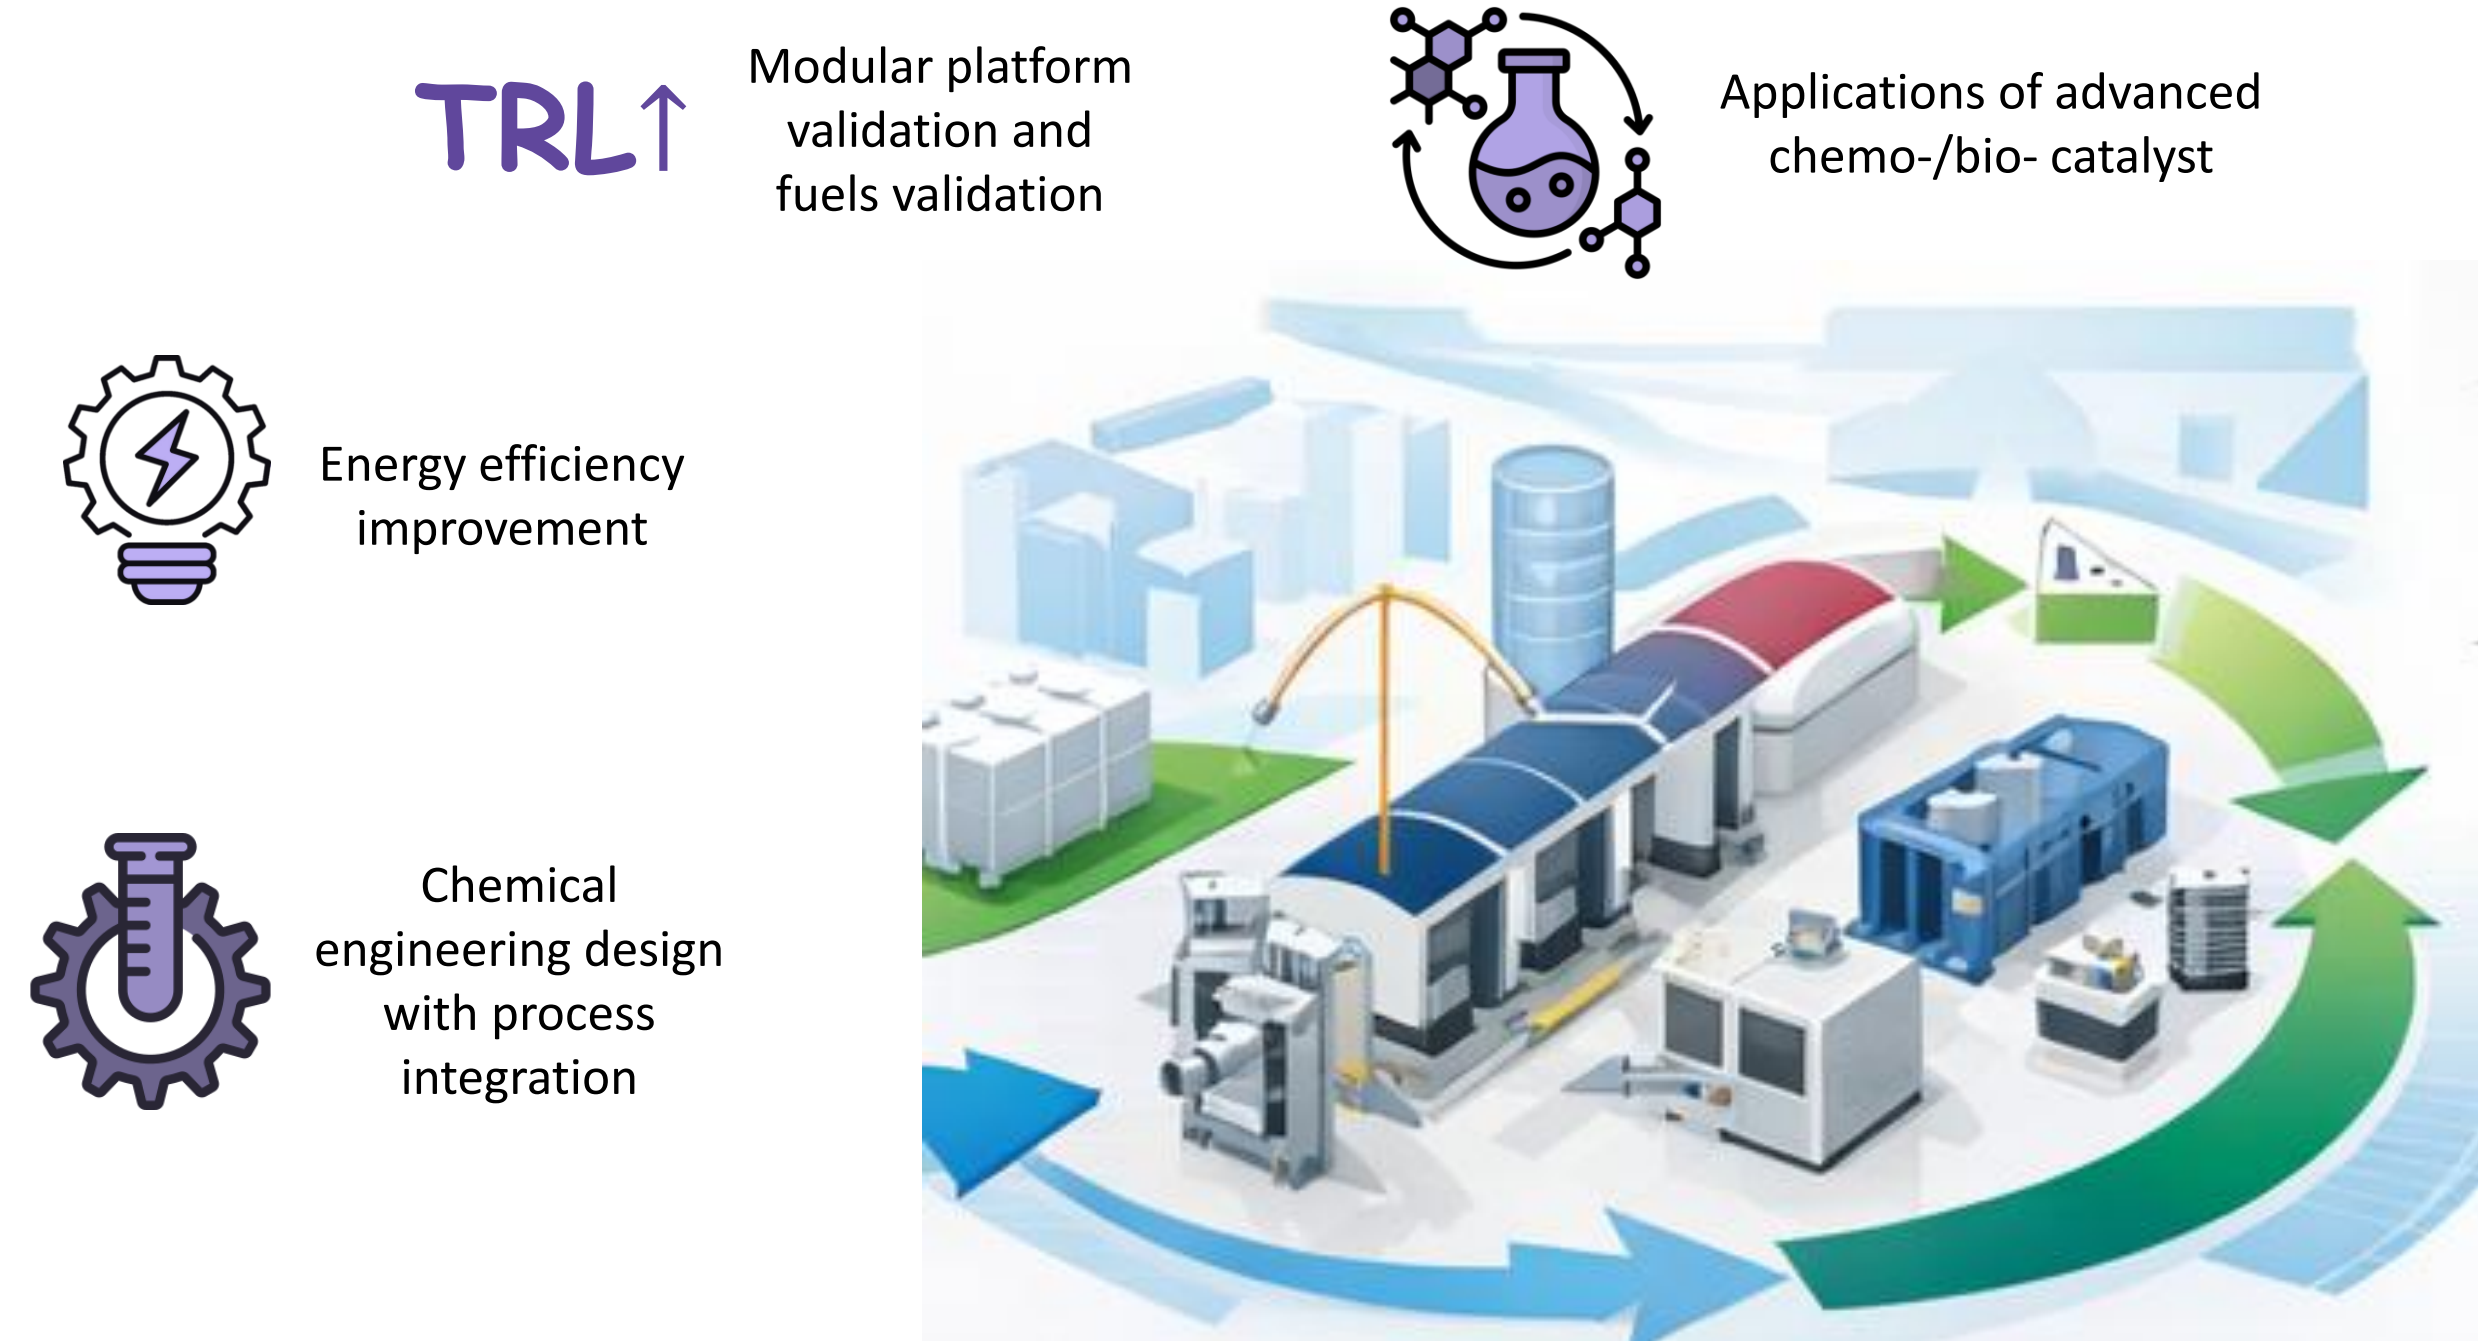 TRL↑
Modular platform
validation and
fuels validation
Applications of advanced
chemo-/bio- catalyst
Energy efficiency
improvement
Chemical
engineering design
with process
integration